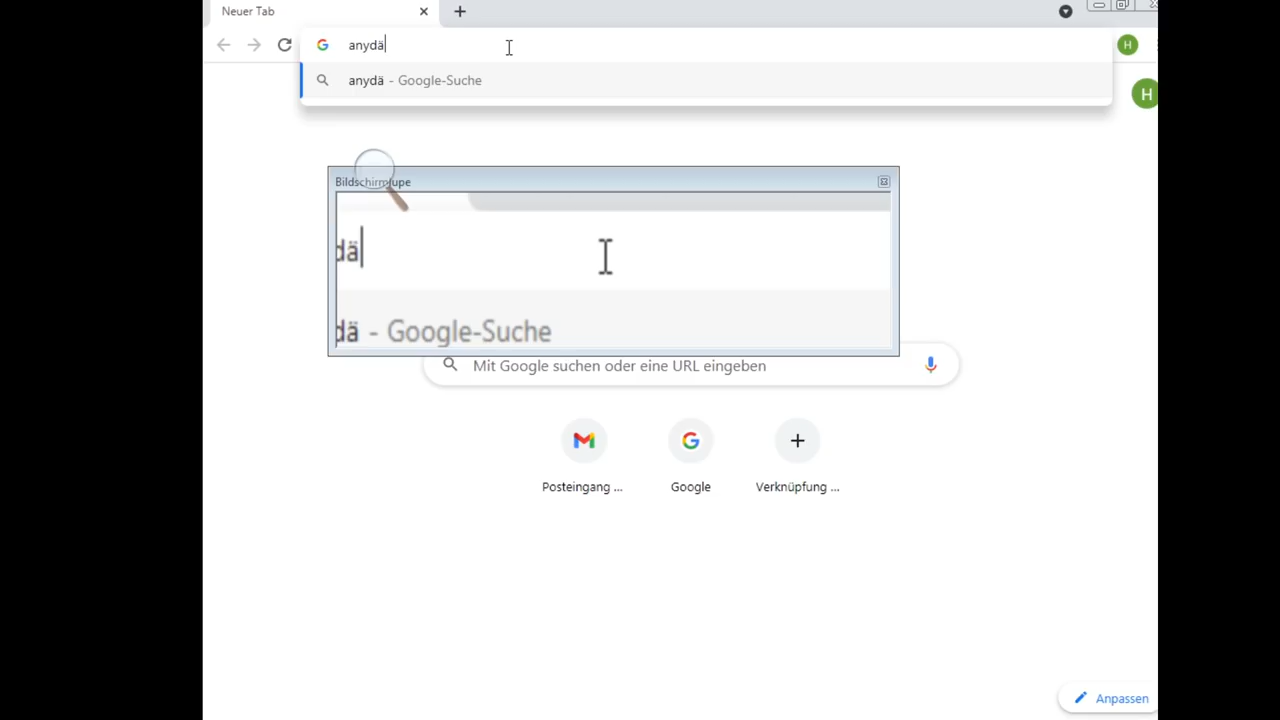 Neuer Tab
anydä
H
anydä - Google-Suche
H
Bildschirmlupe
dä
dä - Google-Suche
Mit Google suchen oder eine URL eingeben
Posteingang ...
Google
Verknüpfung ...
Anpassen